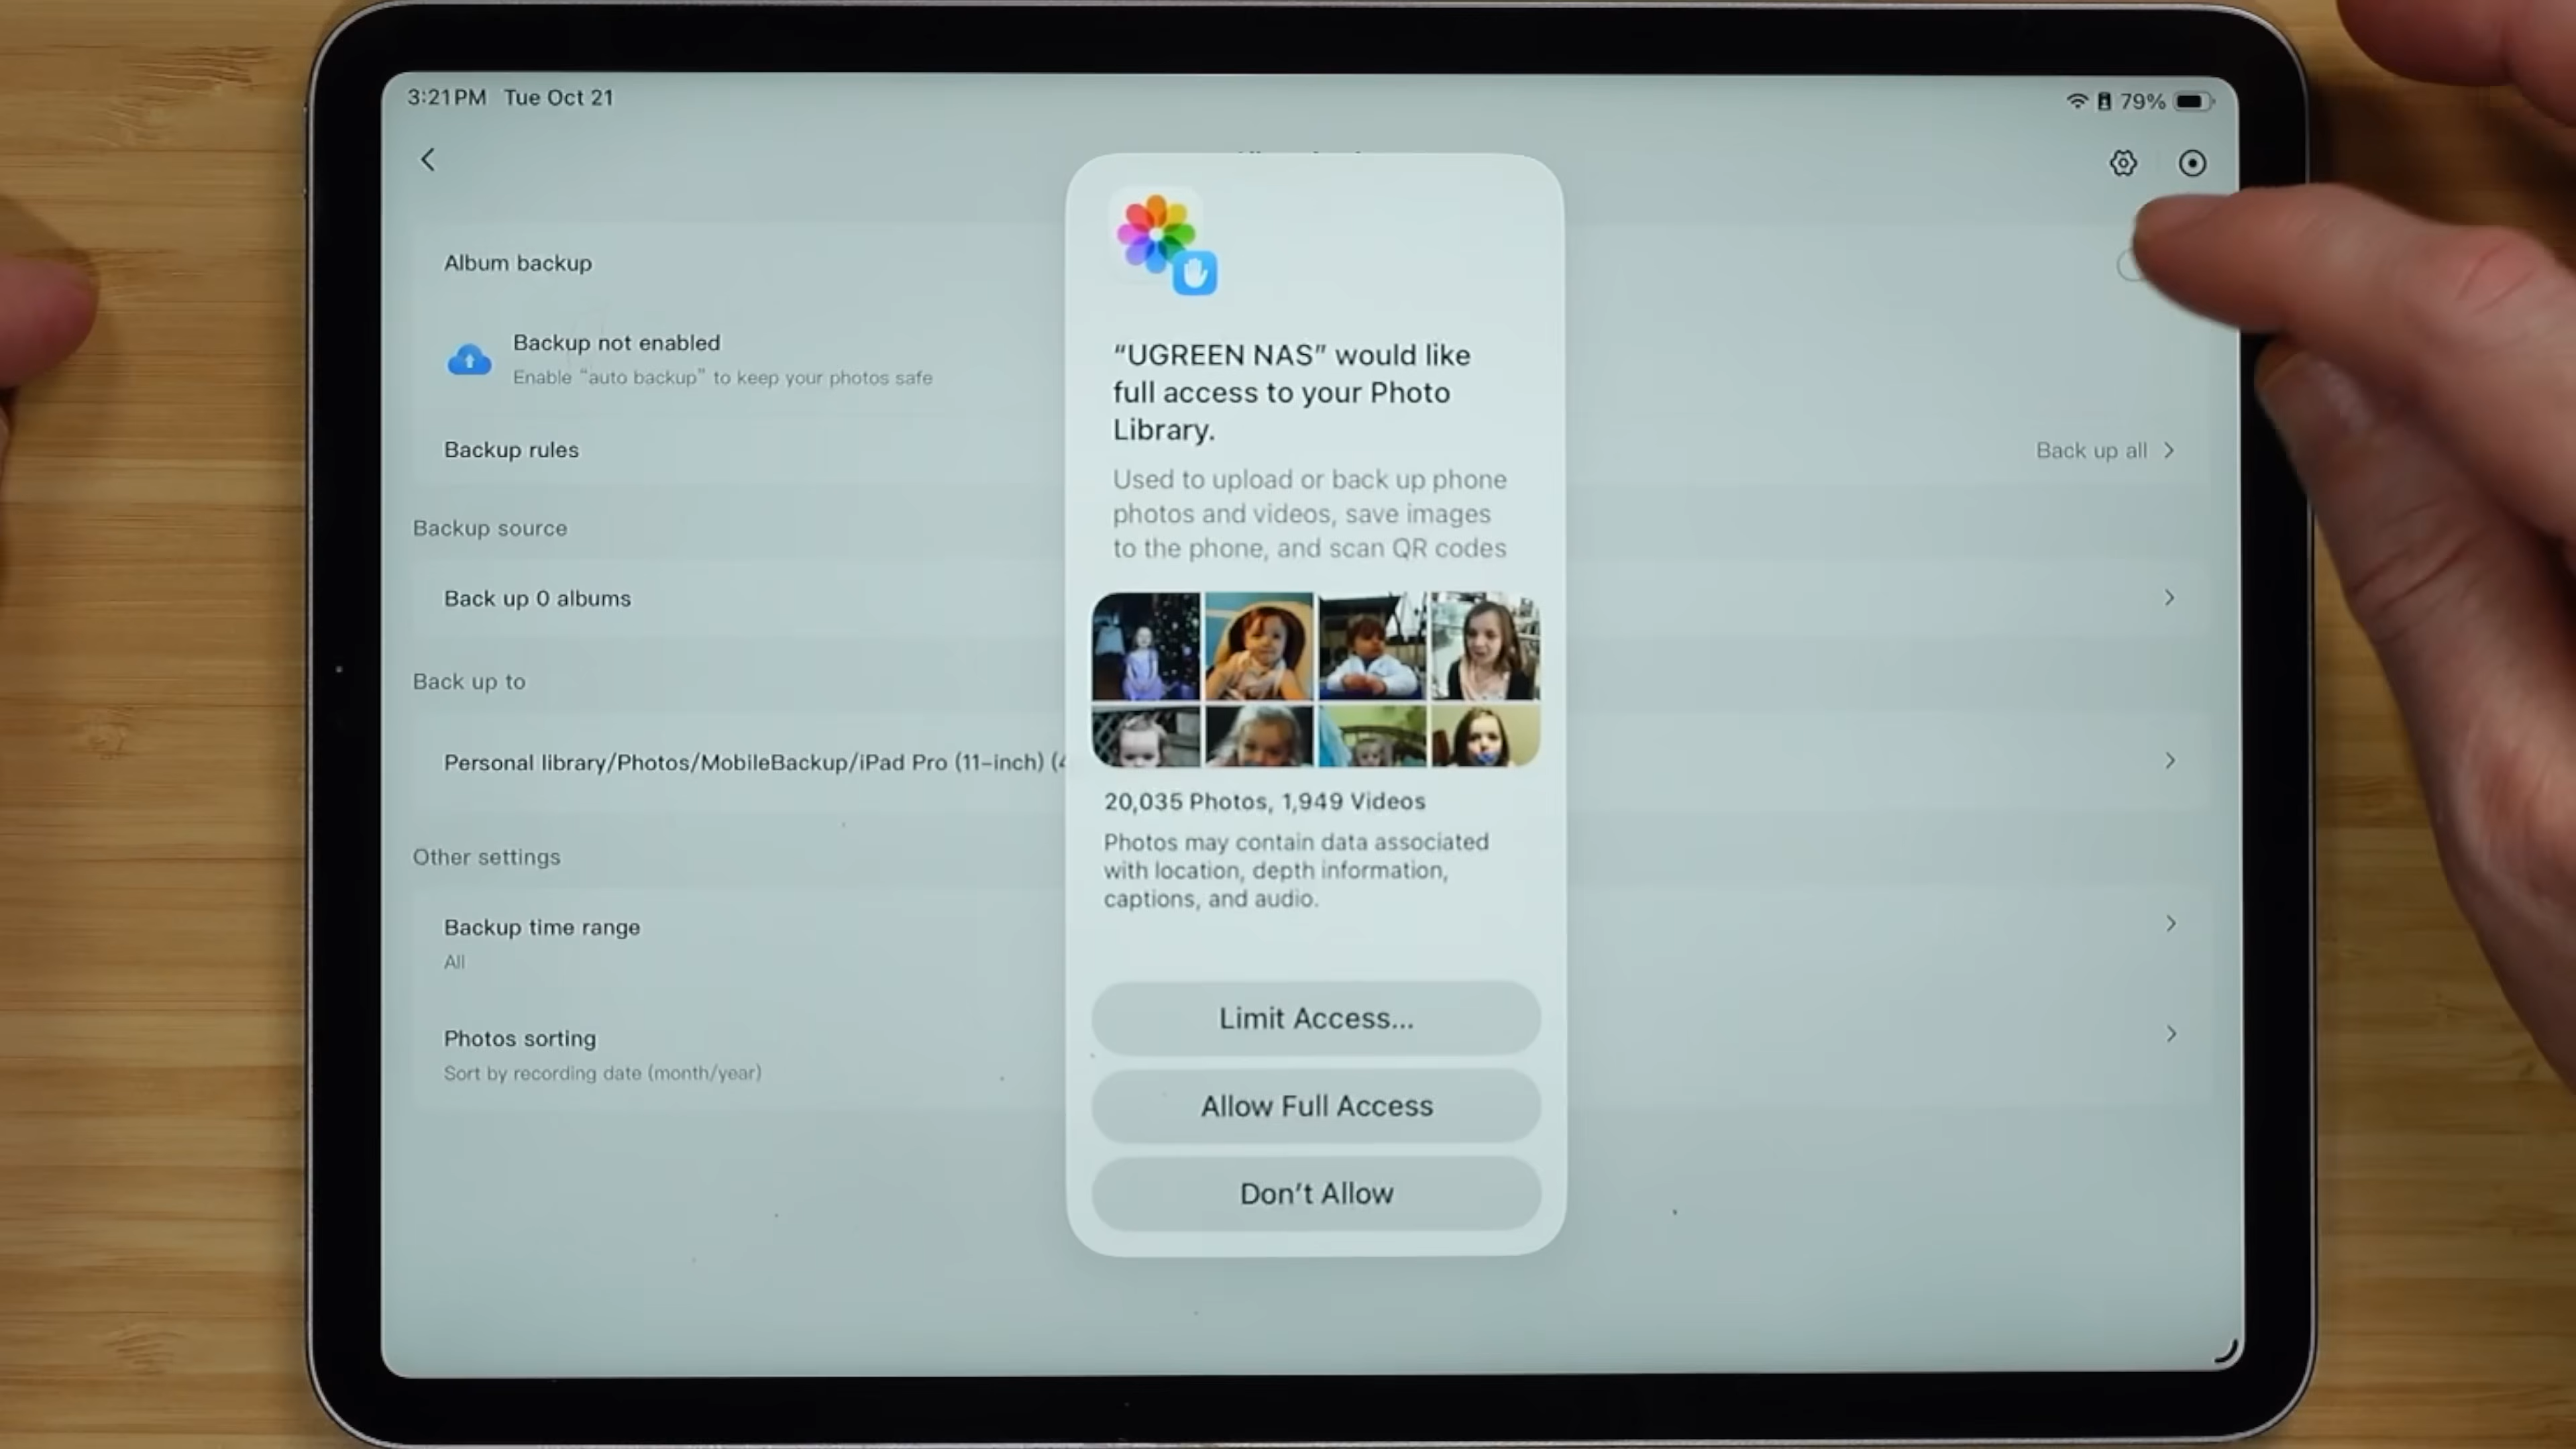 3:21 PM Tue Oct 21
79%
Album backup
Backup not enabled
Enable “auto backup” to keep your photos safe
Backup rules
Back up all
Backup source
Back up 0 albums
Back up to
Personal library/Photos/MobileBackup/iPad Pro (11-inch) (4
Other settings
Backup time range
All
Photos sorting
Sort by recording date (month/year)
“UGREEN NAS” would like
full access to your Photo
Library.
Used to upload or back up phone
photos and videos, save images
to the phone, and scan QR codes
20,035 Photos, 1,949 Videos
Photos may contain data associated
with location, depth information,
captions, and audio.
Limit Access...
Allow Full Access
Don’t Allow